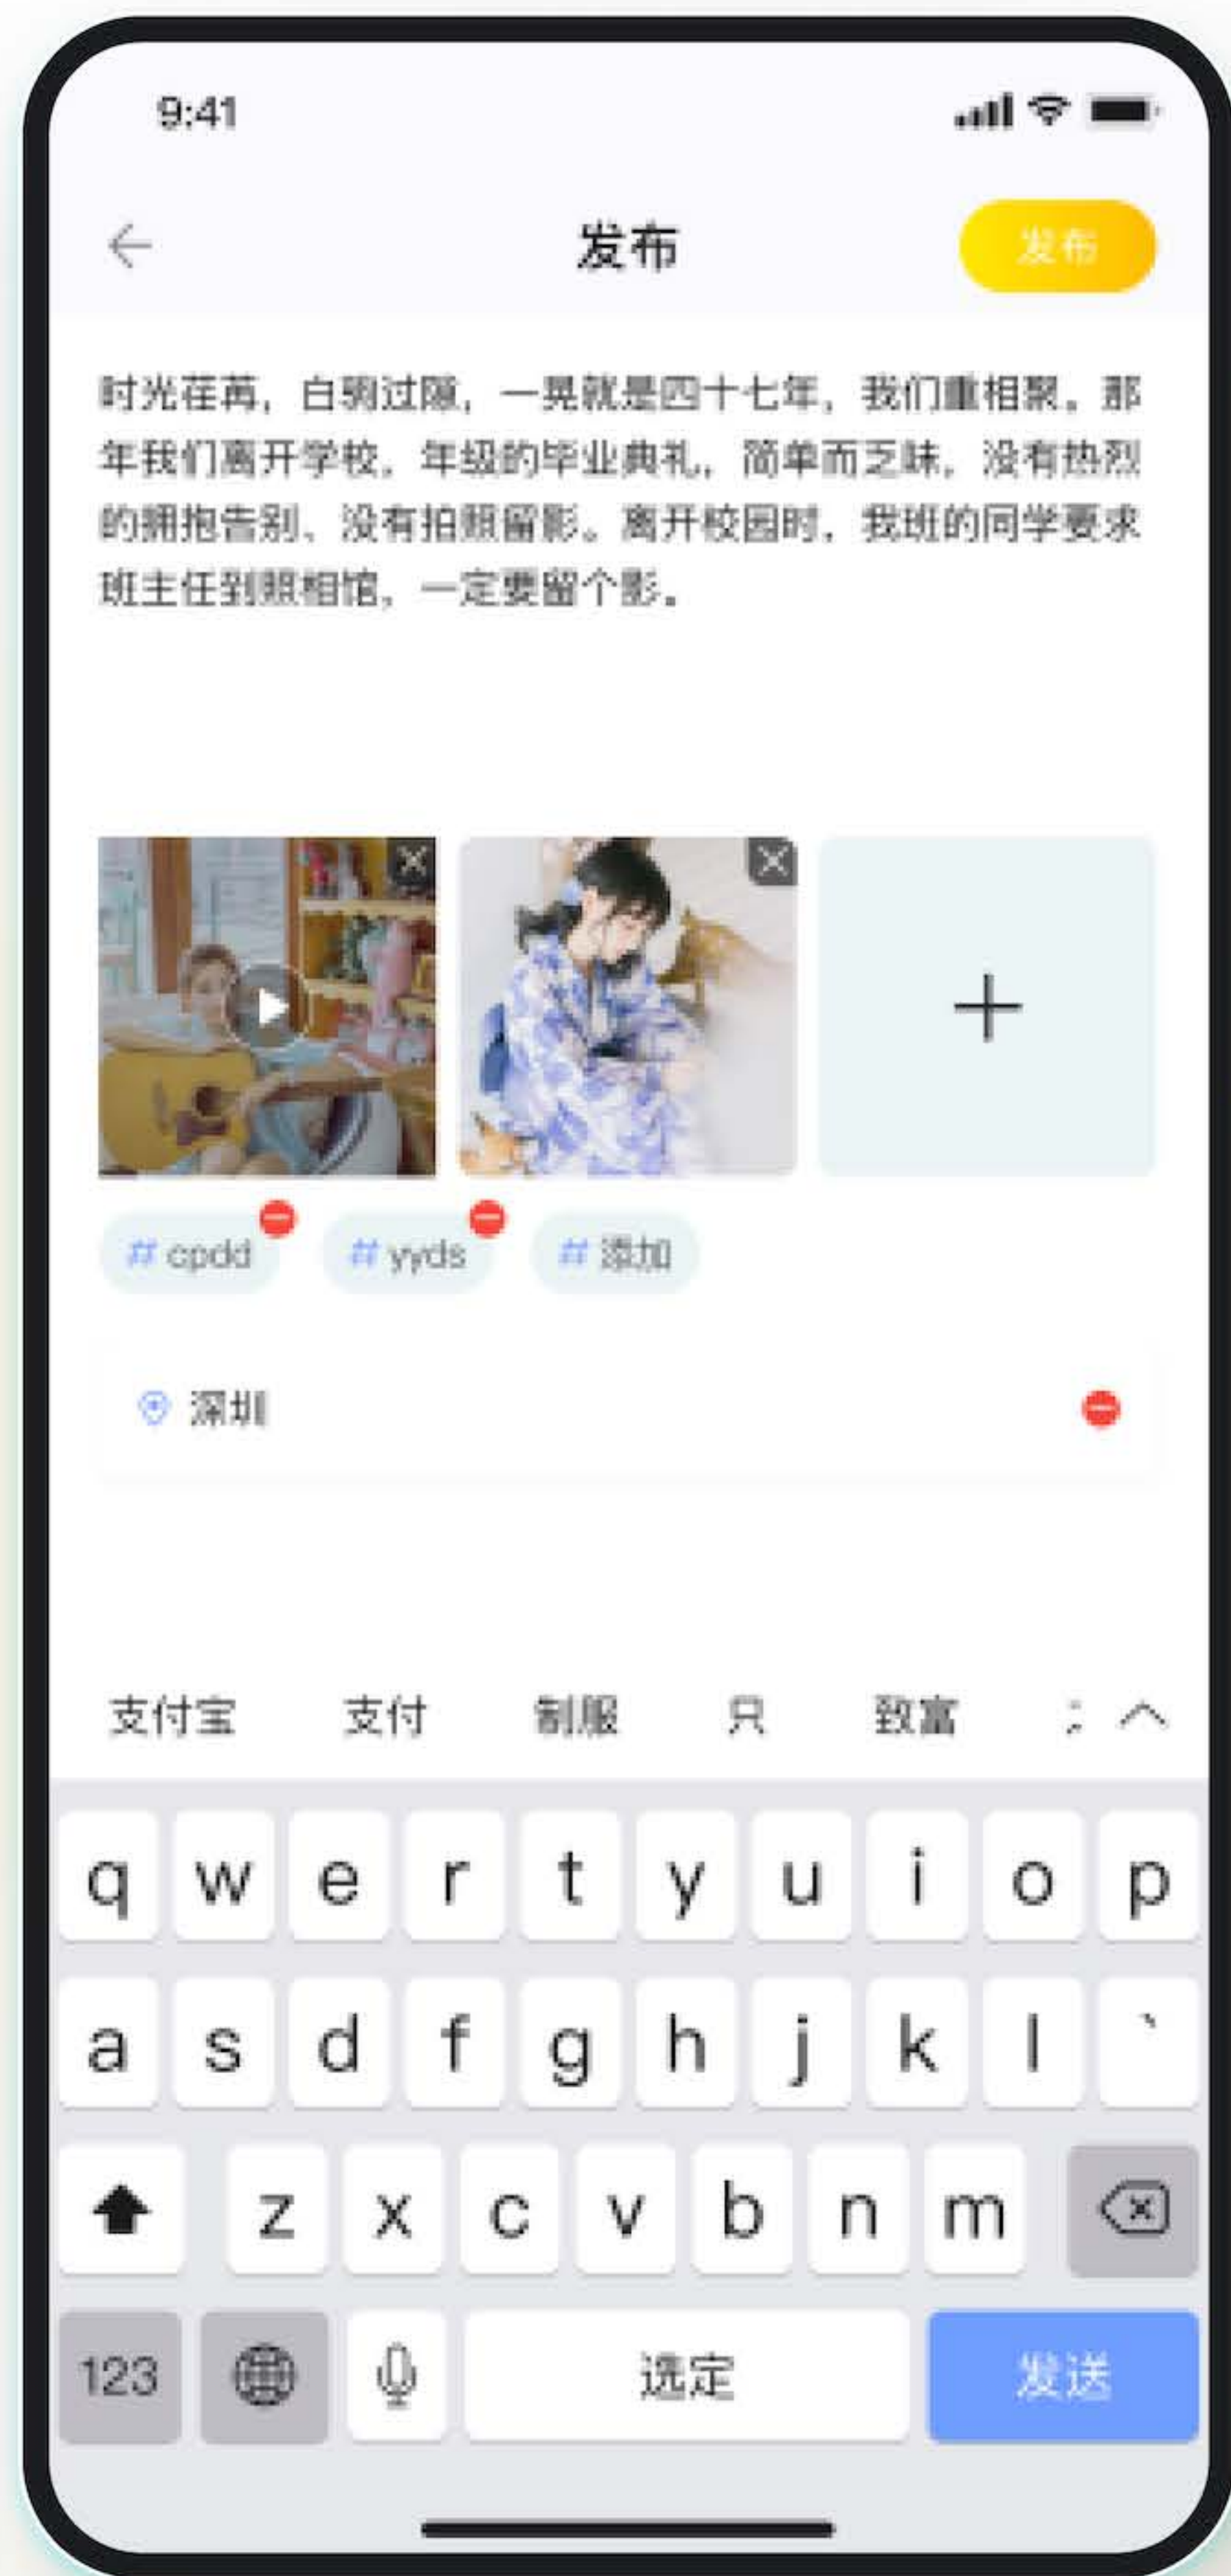 9:41
发布
发布
时光荏苒，白驹过隙，一晃就是四十七年，我们重相聚。那
年我们离开学校，年级的毕业典礼，简单而乏味，没有热烈
的拥抱告别、没有拍照留影。离开校园时，我班的同学要求
班主任到照相馆，一定要留个影。
# cpdd # yyds # 添加
深圳
支付宝 支付 制服 只 致富
q w e r t y u i o p
a s d f g h j k l `
z x c v b n m
123 选定 发送